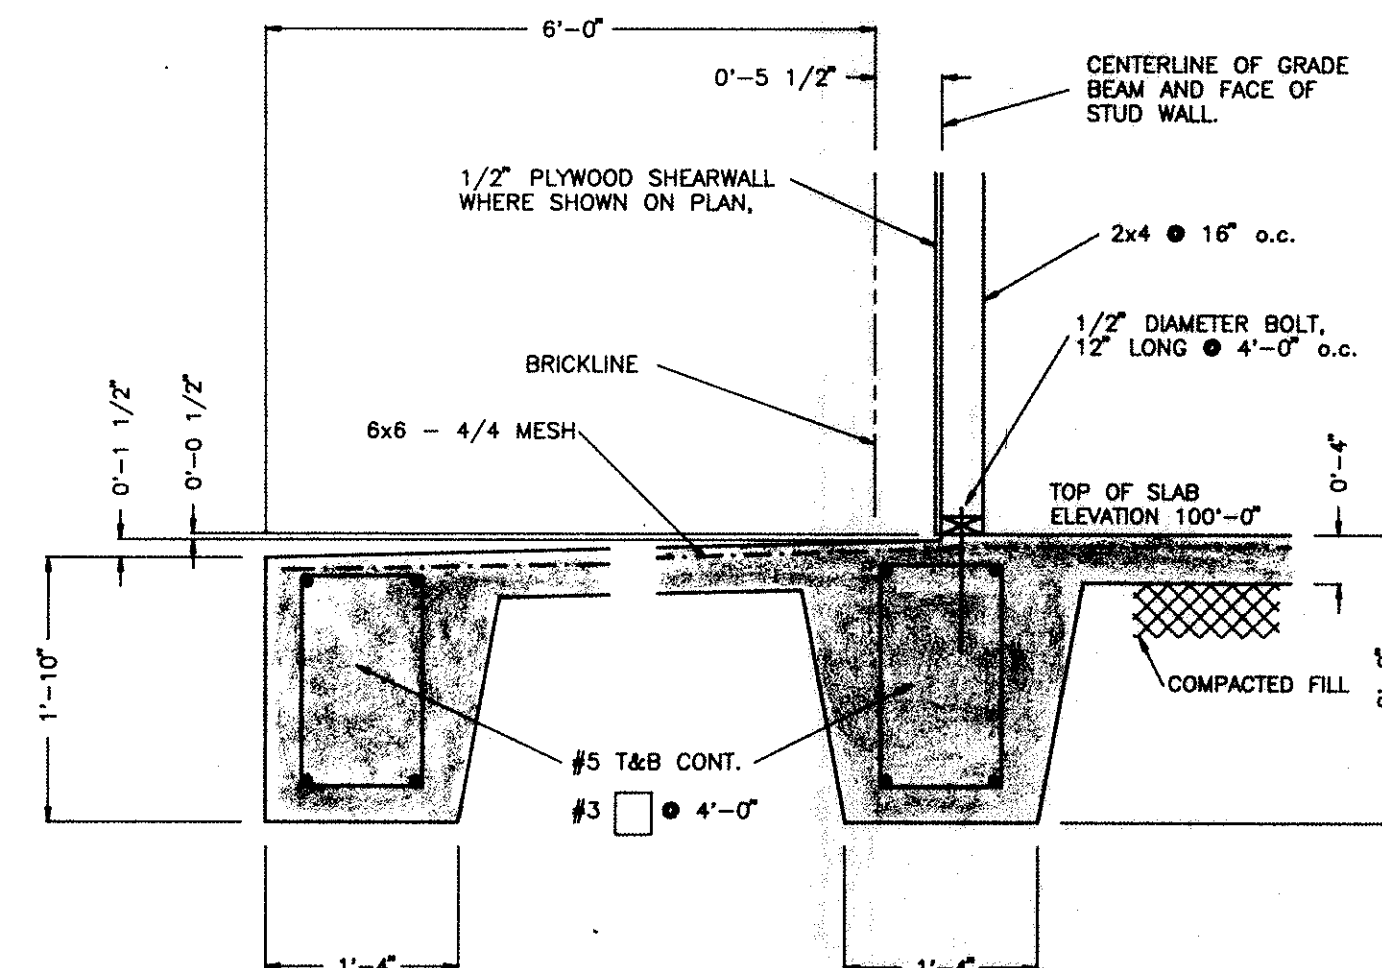 6'-0"
0'-5 1/2"
CENTERLINE OF GRADE
BEAM AND FACE OF
STUD WALL.
1/2" PLYWOOD SHEARWALL
WHERE SHOWN ON PLAN,
2x4 @ 16" o.c.
1/2" DIAMETER BOLT,
12" LONG @ 4'-0" o.c.
BRICKLINE
0'-1 1/2"
0'-0 1/2"
6x6 - 4/4 MESH
0'-4"
TOP OF SLAB
ELEVATION 100'-0"
1'-10"
COMPACTED FILL
#5 T&B CONT.
#3 @ 4'-0"
1'-4"
1'-4"